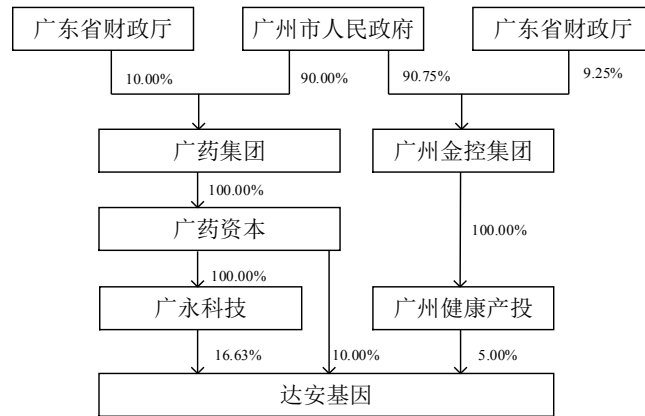 广东省财政厅
广州市人民政府
广东省财政厅
10.00%
90.00%
90.75%
9.25%
广药集团
广州金控集团
100.00%
广药资本
100.00%
100.00%
广永科技
广州健康产投
16.63%
10.00%
5.00%
达安基因